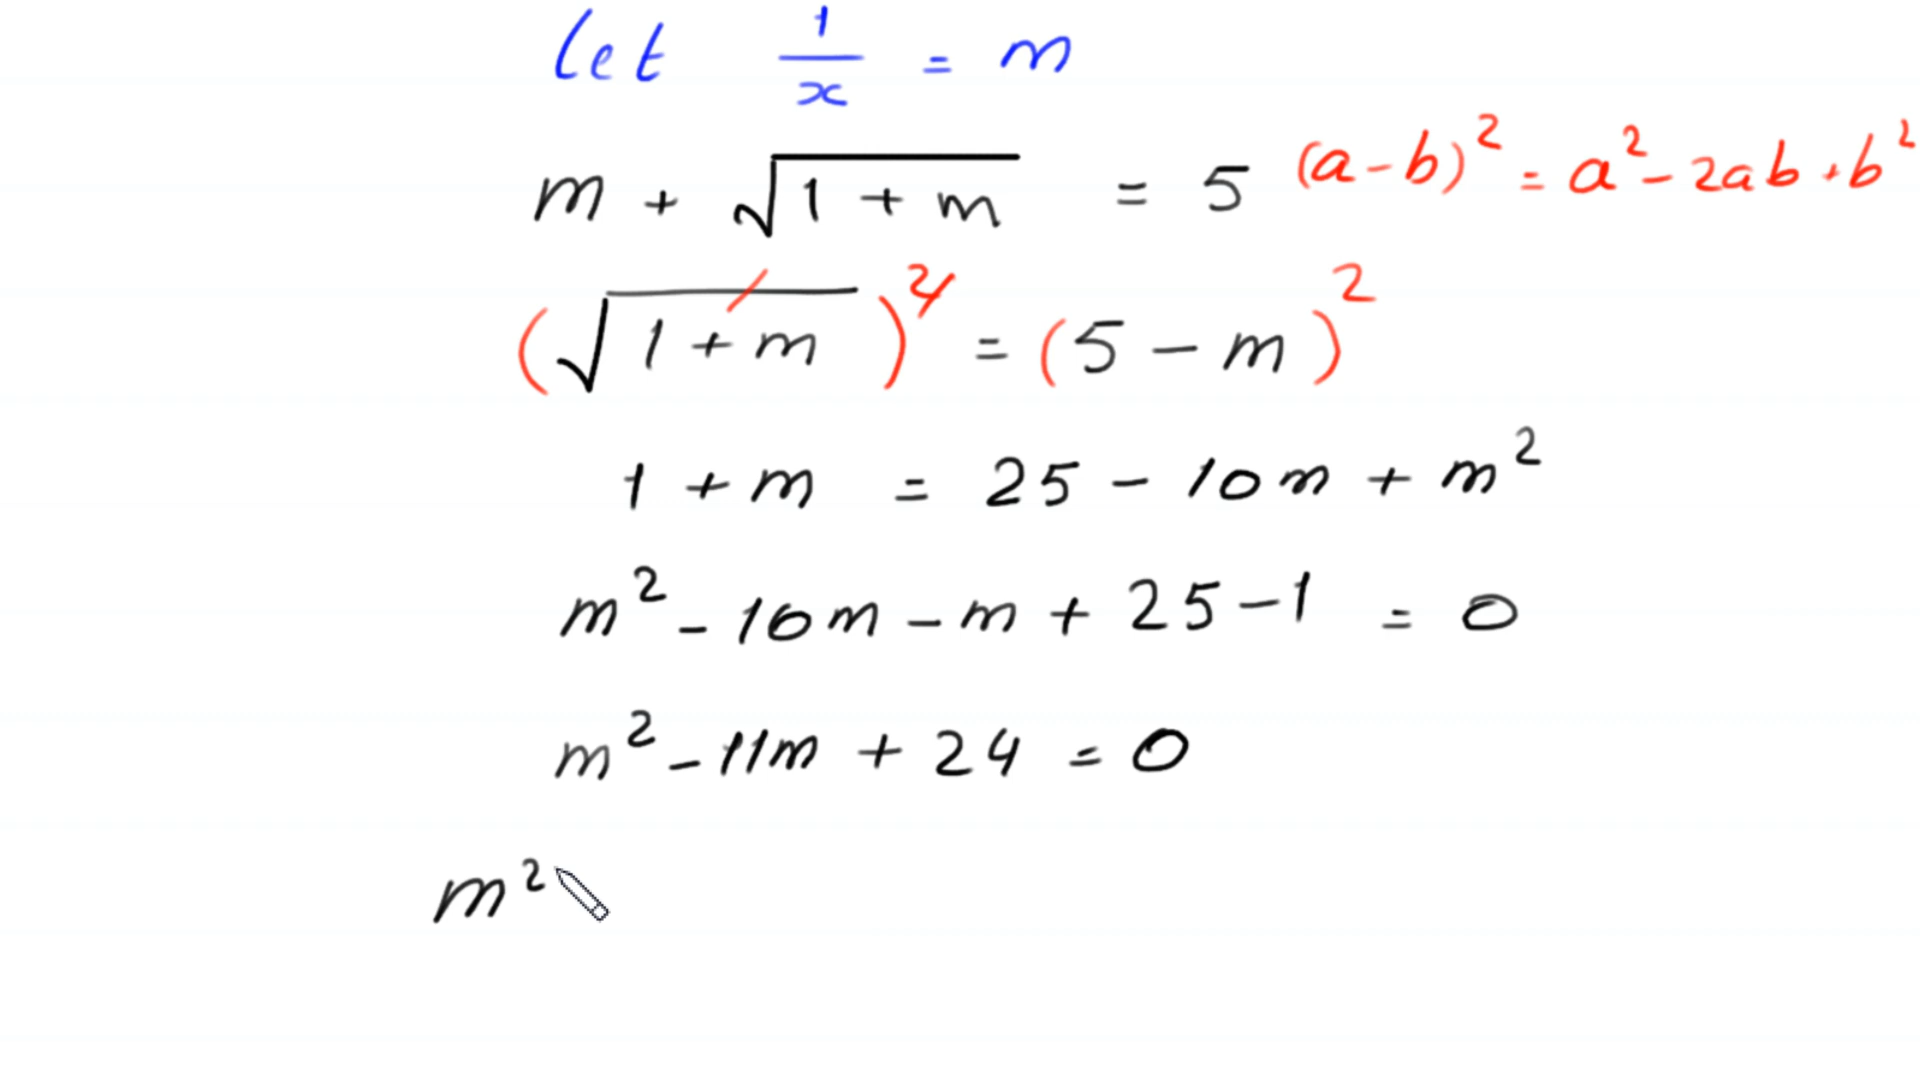 let 1/x = m
m + √(1 + m) = 5 (a - b)² = a² - 2ab + b²
(√(1 + m))² = (5 - m)²
1 + m = 25 - 10m + m²
m² - 10m - m + 25 - 1 = 0
m² - 11m + 24 = 0
m²